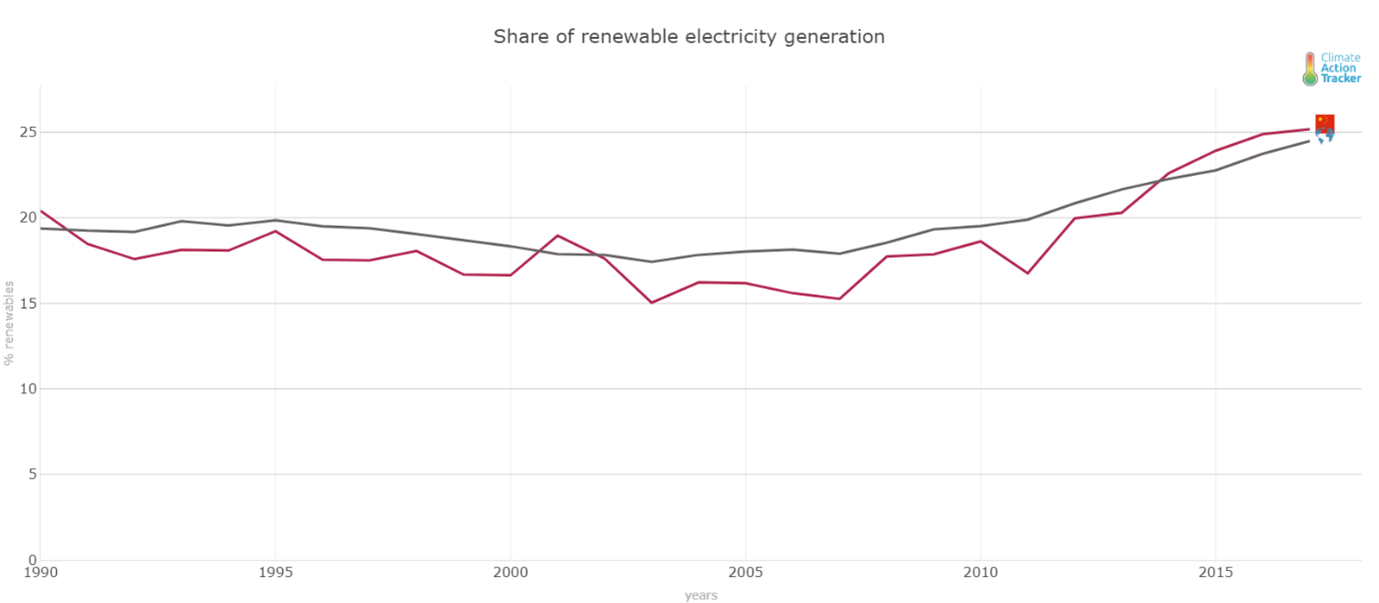 Share of renewable electricity generation
Climate
Action
Tracker
25
20
15
10
5
0
% renewables
1990
1995
2000
2005
2010
2015
years